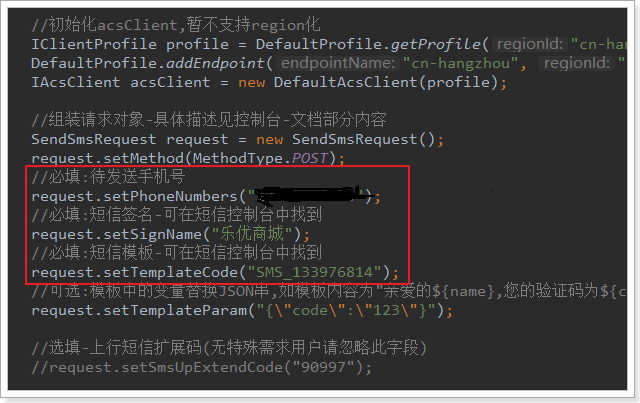 //初始化acsClient,暂不支持region化
IClientProfile profile = DefaultProfile.getProfile( regionId: "cn-hang
DefaultProfile.addEndpoint( endpointName: "cn-hangzhou", regionId: "
IAcsClient acsClient = new DefaultAcsClient(profile);
//组装请求对象-具体描述见控制台-文档部分内容
SendSmsRequest request = new SendSmsRequest();
request.setMethod(MethodType.POST);
//必填:待发送手机号
request.setPhoneNumbers(" );
//必填:短信签名-可在短信控制台中找到
request.setSignName("乐优商城");
//必填:短信模板-可在短信控制台中找到
request.setTemplateCode("SMS_133976814");
//可选:模板中的变量替换JSON串,如模板内容为"亲爱的${name},您的验证码为${c
request.setTemplateParam("{\"code\":\"123\"}");
//选填-上行短信扩展码(无特殊需求用户请忽略此字段)
//request.setSmsUpExtendCode("90997");